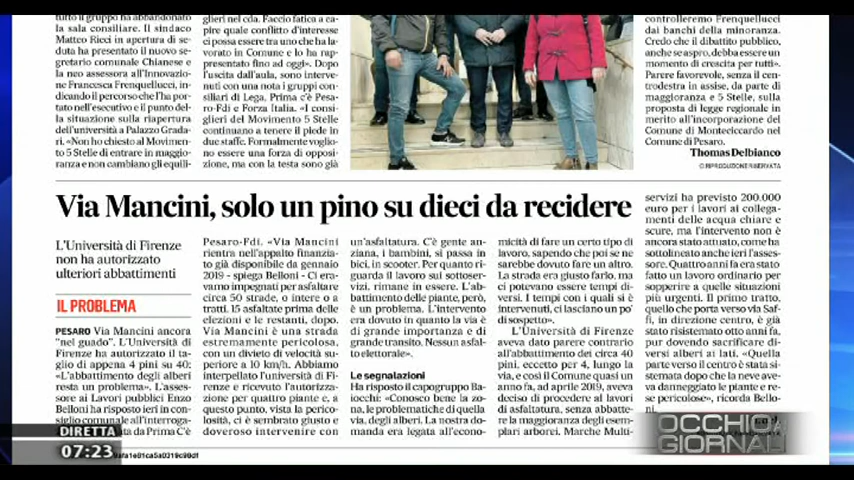 tutto il gruppo ha abbandonato
la sala consiliare. Il sindaco
Matteo Ricci in apertura di se-
duta ha presentato il nuovo se-
gretario comunale Chianese e
la neo assessora all'Innovazione
Francesca Frenquellucci, in-
dicando il percorso che l'ha por-
tato nell'esecutivo e il punto del-
la situazione sulla riapertura
dell'università a Palazzo Grada-
ri. «Non ho chiesto al Movimen-
to 5 Stelle di entrare in maggio-
ranza e non cambiano gli equili-
glieri nel cda. Faccio fatica a ca-
pire quale conflitto d'interesse
ci possa essere tra uno che ha la-
vorato in Comune e lo ha rap-
presentato fino ad oggi». Dopo
l'uscita dall'aula, sono interve-
nuti con una nota i gruppi con-
siliari di Lega, Prima c'è Pesa-
ro-Fdi e Forza Italia. «I consi-
glieri del Movimento 5 Stelle
continuano a tenere il piede in
due staffe. Formalmente voglio-
no essere una forza di opposi-
zione, ma con la testa sono già
controlleremo Frenquellucci
dai banchi della minoranza.
Credo che il dibattito pubblico,
anche se aspro, debba essere un
momento di crescita per tutti».
Parere favorevole, senza il cen-
trodestra in assise, da parte di
maggioranza e 5 Stelle, sulla
proposta di legge regionale in
merito all'incorporazione del
Comune di Monteciccardo nel
Comune di Pesaro.
Thomas Delbianco
© RIPRODUZIONE RISERVATA
Via Mancini, solo un pino su dieci da recidere
L'Università di Firenze
non ha autorizzato
ulteriori abbattimenti
IL PROBLEMA
PESARO Via Mancini ancora
"nel guado". L'Università di
Firenze ha autorizzato il ta-
glio di appena 4 pini su 40:
«L'abbattimento degli alberi
resta un problema». L'asses-
sore ai Lavori pubblici Enzo
Belloni ha risposto ieri in con-
siglio comunale all'interroga-
ta da Prima C'è
Pesaro-Fdi. «Via Mancini
rientra nell'appalto finanzia-
to già disponibile da gennaio
2019 - spiega Belloni - Ci era-
vamo impegnati per asfaltare
circa 50 strade, o intere o a
tratti. 15 asfaltate prima delle
elezioni e le restanti, dopo.
Via Mancini è una strada
estremamente pericolosa,
con un divieto di velocità su-
periore a 10 km/h. Abbiamo
interpellato l'Università di Fi-
renze e ricevuto l'autorizza-
zione per quattro piante e, a
questo punto, vista la perico-
losità, ci è sembrato giusto e
doveroso intervenire con
un'asfaltatura. C'è gente an-
ziana, i bambini, si passa in
bici, in scooter. Per quanto ri-
guarda il lavoro sui sottoser-
vizi, rimane in essere. L'ab-
battimento delle piante, però,
è un problema. L'intervento
era dovuto in quanto la via è
di grande importanza e di
grande transito. Nessun asfal-
to elettorale».
Le segnalazioni
Ha risposto il capogruppo Ba-
iocchi: «Conosco bene la zo-
na, le problematiche di quella
via, degli alberi. La nostra do-
manda era legata all'econo-
micità di fare un certo tipo di
lavoro, sapendo che poi se ne
sarebbe dovuto fare un altro.
La strada era giusto farlo, ma
ci potevano essere tempi di-
versi. I tempi con i quali si è
intervenuti, ci lasciano un po'
di sospetto».
L'Università di Firenze
aveva dato parere contrario
all'abbattimento dei circa 40
pini, eccetto per 4, lungo la
via, e così il Comune quasi un
anno fa, ad aprile 2019, aveva
deciso di procedere al lavori
di asfaltatura, senza abbatte-
re la maggioranza degli esem-
plari arborei. Marche Multi-
servizi ha previsto 200.000
euro per i lavori ai collega-
menti delle acqua chiare e
scure, ma l'intervento non è
ancora stato attuato, come ha
sottolineato anche ieri l'asses-
sore. Quattro anni fa era stato
fatto un lavoro ordinario per
sopperire a quelle situazioni
più urgenti. Il primo tratto,
quello che porta verso via Saf-
fi, in direzione centro, è già
stato risistemato otto anni fa,
pur dovendo sacrificare di-
versi alberi ai lati. «Quella
parte verso il centro è stata si-
stemata dopo che la neve ave-
va danneggiato le piante e re-
se pericolose», ricorda Bello-
ni.
DIRETTA
07:23
OCCHIO AI
GIORNALI